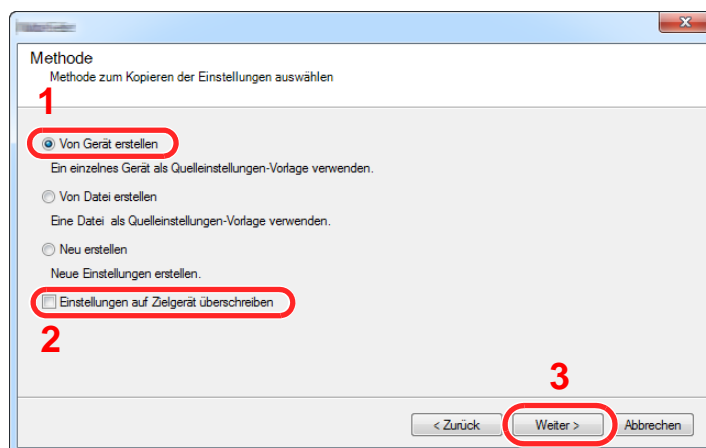 Methode
Methode zum Kopieren der Einstellungen auswählen
1
Von Gerät erstellen
Ein einzelnes Gerät als Quelleinstellungen-Vorlage verwenden.
Von Datei erstellen
Eine Datei als Quelleinstellungen-Vorlage verwenden.
Neu erstellen
Neue Einstellungen erstellen.
Einstellungen auf Zielgerät überschreiben
2
3
< Zurück Weiter > Abbrechen